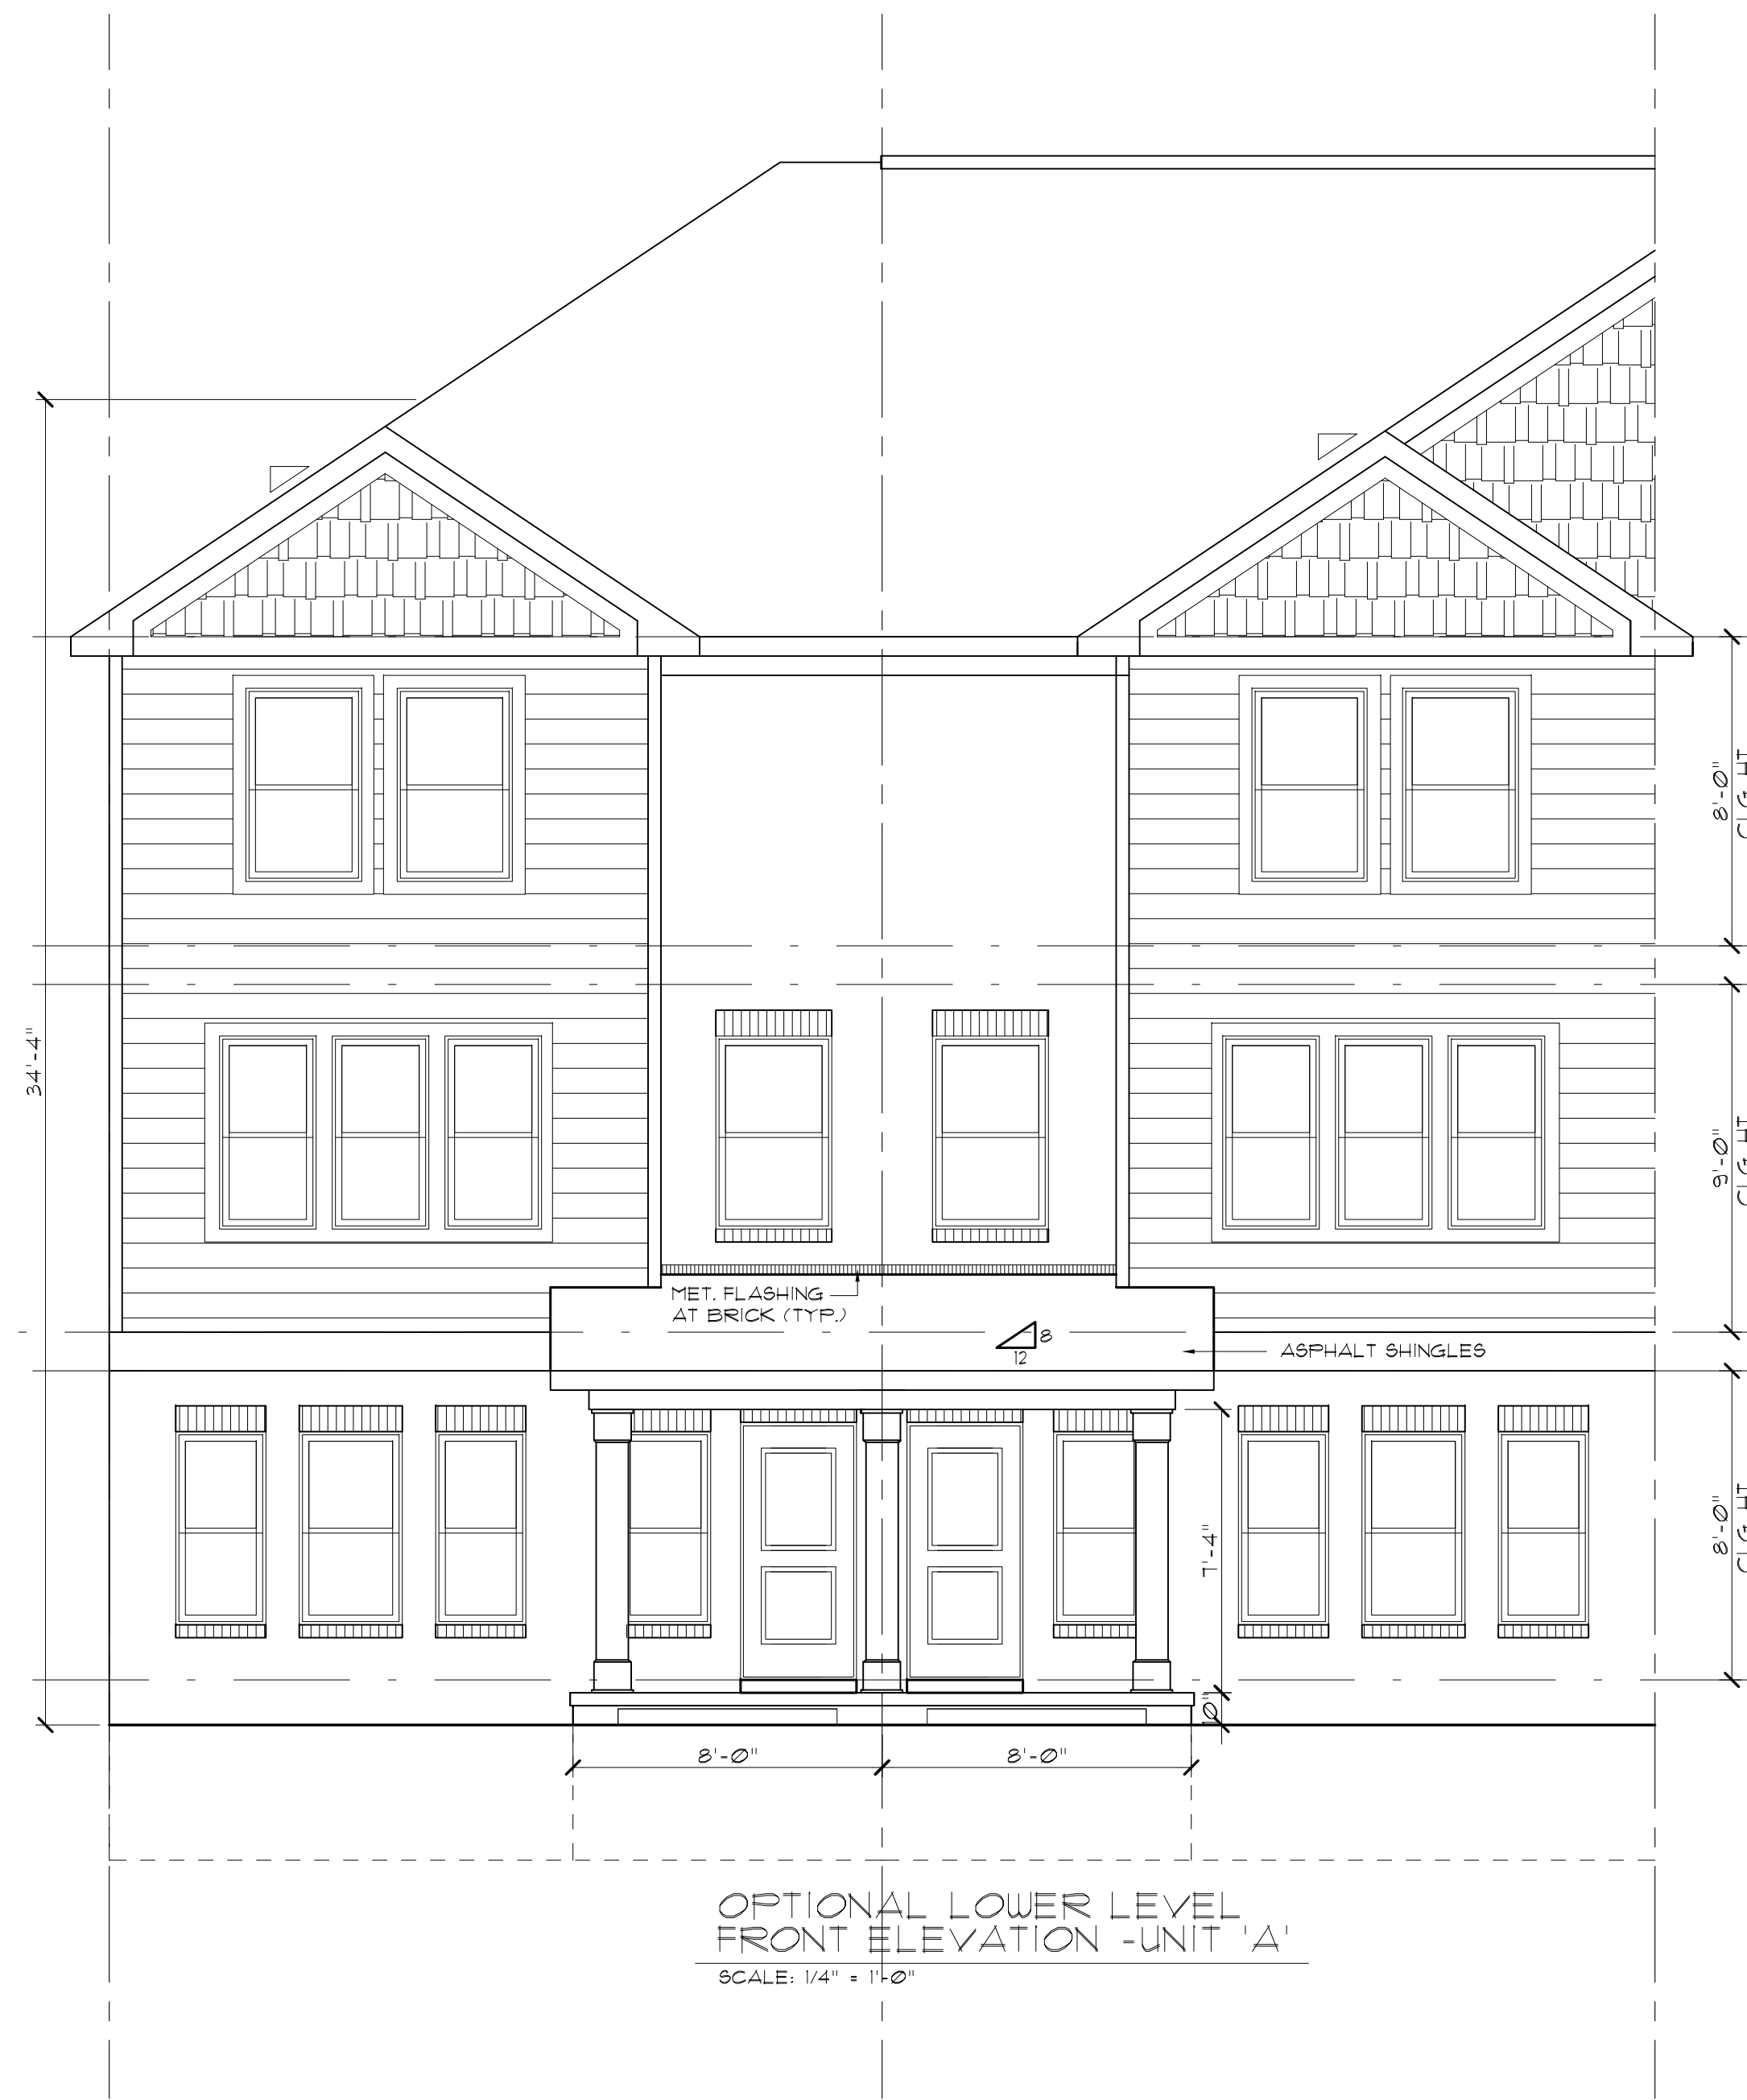 34'-4"
8'-0"
9'-0"
MET. FLASHING
AT BRICK (TYP.)
8
12
ASPHALT SHINGLES
8'-0"
7'-4"
10"
8'-0"
8'-0"
OPTIONAL LOWER LEVEL
FRONT ELEVATION -UNIT 'A'
SCALE: 1/4" = 1'-0"